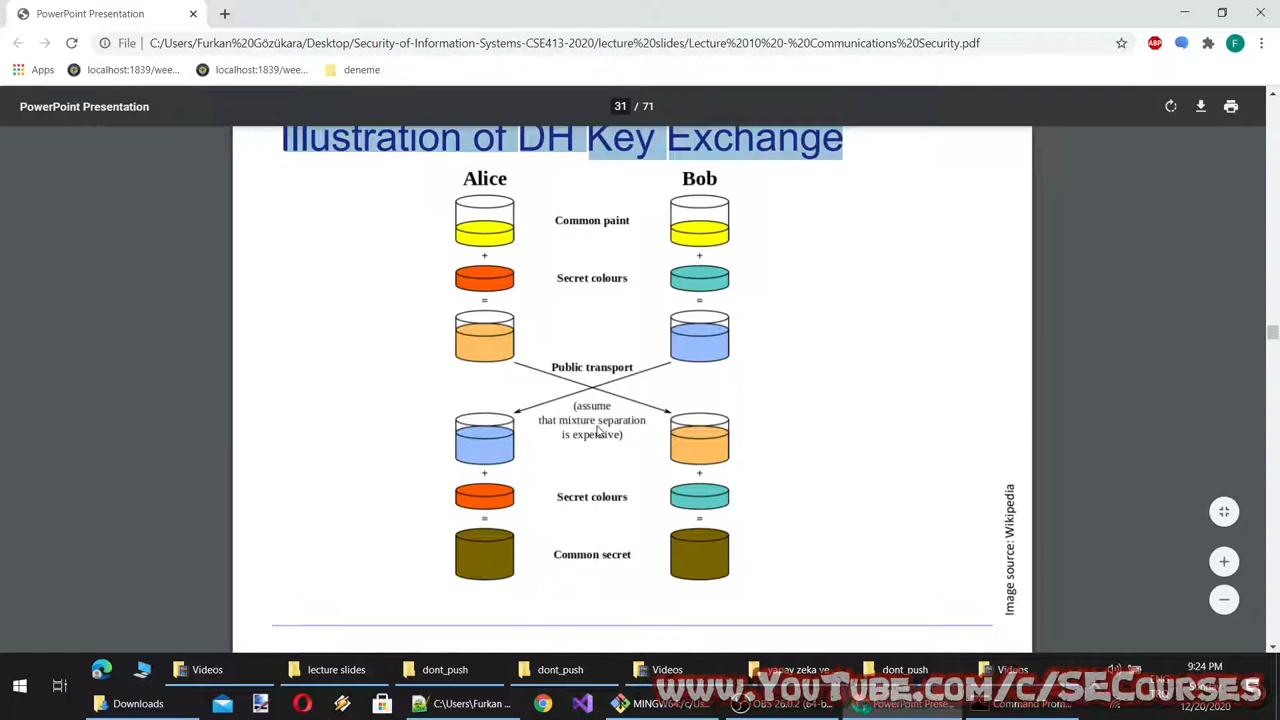 PowerPoint Presentation
File
C:/Users/Furkan%20Gözükara/Desktop/Security-of-Information-Systems-CSE413-2020/lecture%20slides/Lecture%2010%20-%20Communication%20Security.pdf
ABP
F
Apps
localhost:1839/wee...
localhost:1839/wee...
deneme
PowerPoint Presentation
31 / 71
Illustration of DH Key Exchange
Alice
Bob
Common paint
+
+
Secret colours
=
=
Public transport
(assume
that mixture separation
is expensive)
+
+
Secret colours
=
=
Common secret
Image source: Wikipedia
Videos
lecture slides
dont_push
dont_push
Videos
yapay zeka ve
dont_push
Videos
9:24 PM
Downloads
C:\Users\Furkan ...
MINGW64:/c/Us...
OBS 26.0.2 (64-b...
PowerPoint Prese...
Command Prom...
12/20/2020
www.YouTube.com/c/SECourses